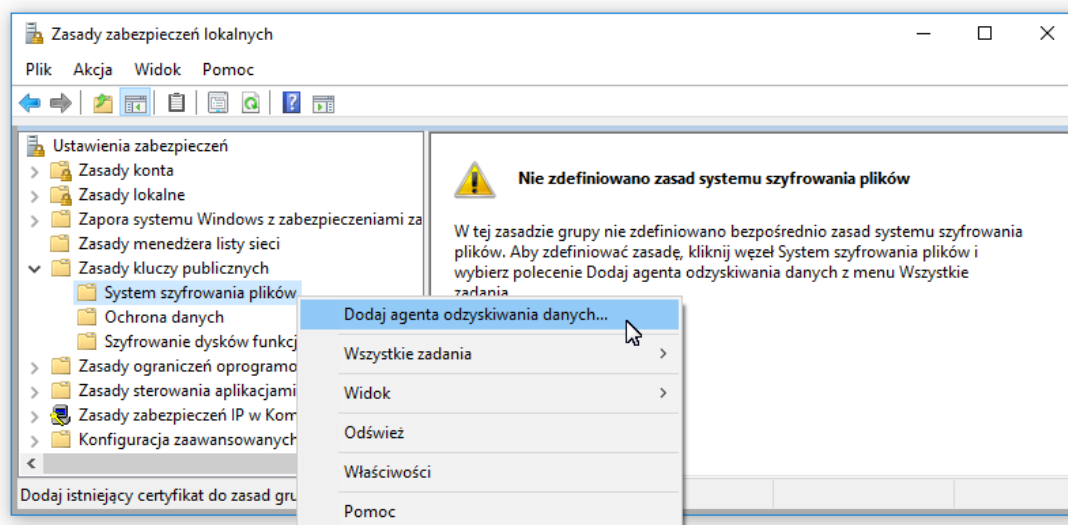 Zasady zabezpieczeń lokalnych
Plik Akcja Widok Pomoc
Ustawienia zabezpieczeń
Zasady konta
Zasady lokalne
Zapora systemu Windows z zabezpieczeniami za
Zasady menedżera listy sieci
Zasady kluczy publicznych
System szyfrowania plików
Ochrona danych
Szyfrowanie dysków funkcj
Zasady ograniczeń oprogramo
Zasady sterowania aplikacjami
Zasady zabezpieczeń IP w Kom
Konfiguracja zaawansowanych
Dodaj istniejący certyfikat do zasad gru
Nie zdefiniowano zasad systemu szyfrowania plików
W tej zasadzie grupy nie zdefiniowano bezpośrednio zasad systemu szyfrowania
plików. Aby zdefiniować zasadę, kliknij węzeł System szyfrowania plików i
wybierz polecenie Dodaj agenta odzyskiwania danych z menu Wszystkie
zadania.
Dodaj agenta odzyskiwania danych...
Wszystkie zadania
Widok
Odśwież
Właściwości
Pomoc